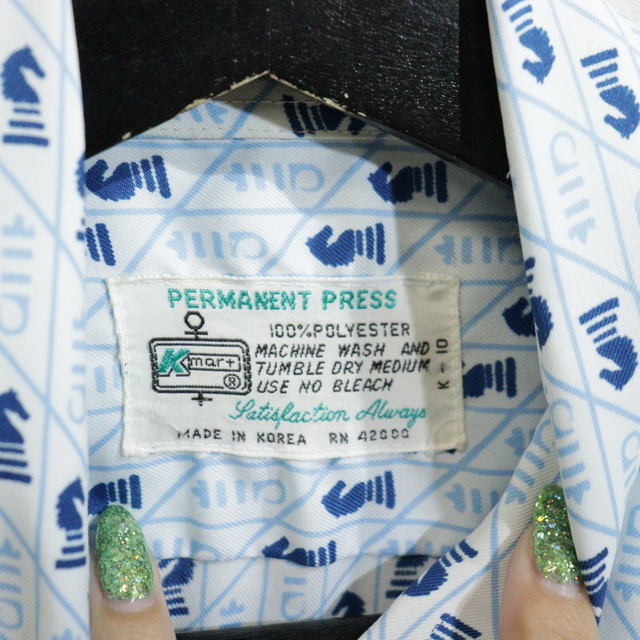 PERMANENT PRESS
100% POLYESTER
Kmart ®
MACHINE WASH AND
TUMBLE DRY MEDIUM
USE NO BLEACH
K-10
Satisfaction Always
MADE IN KOREA RN 42000